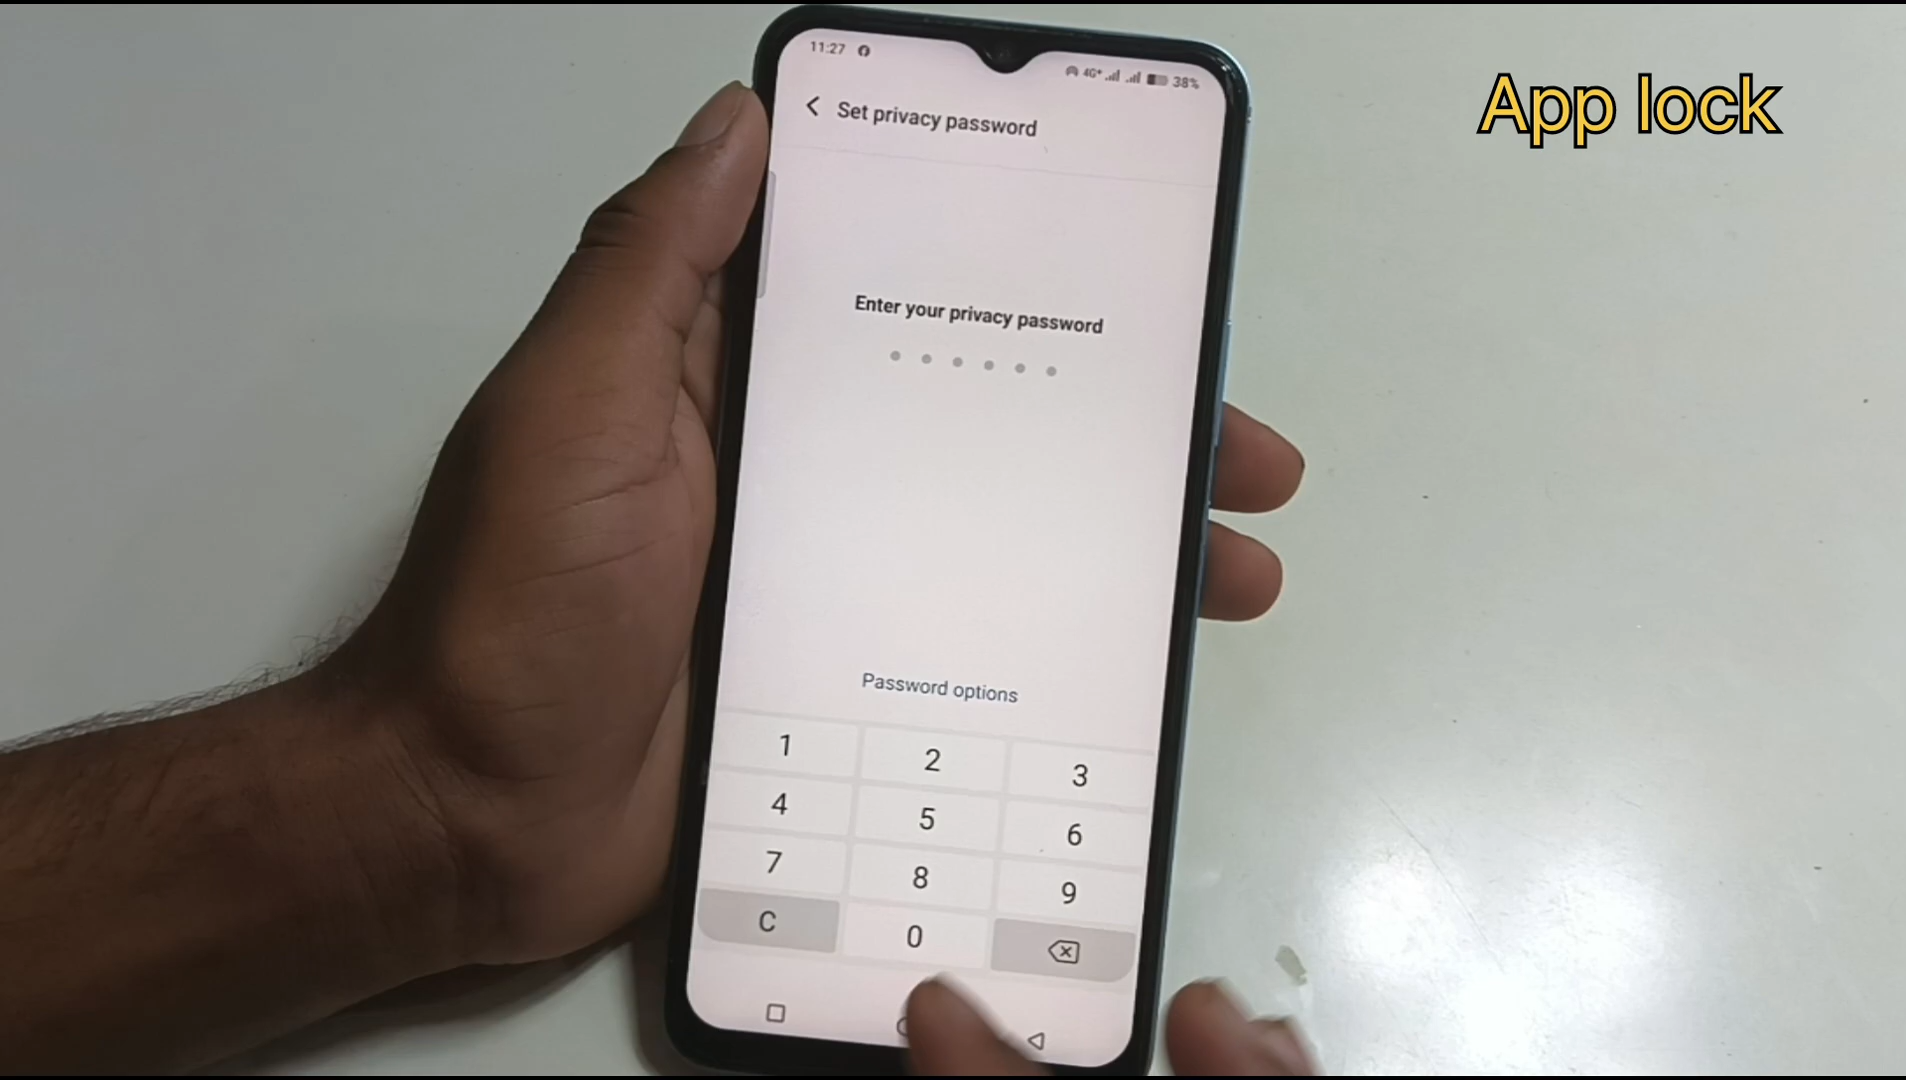 11:27
4G+ 38%
App lock
Set privacy password
Enter your privacy password
Password options
1 2 3
4 5 6
7 8 9
C 0